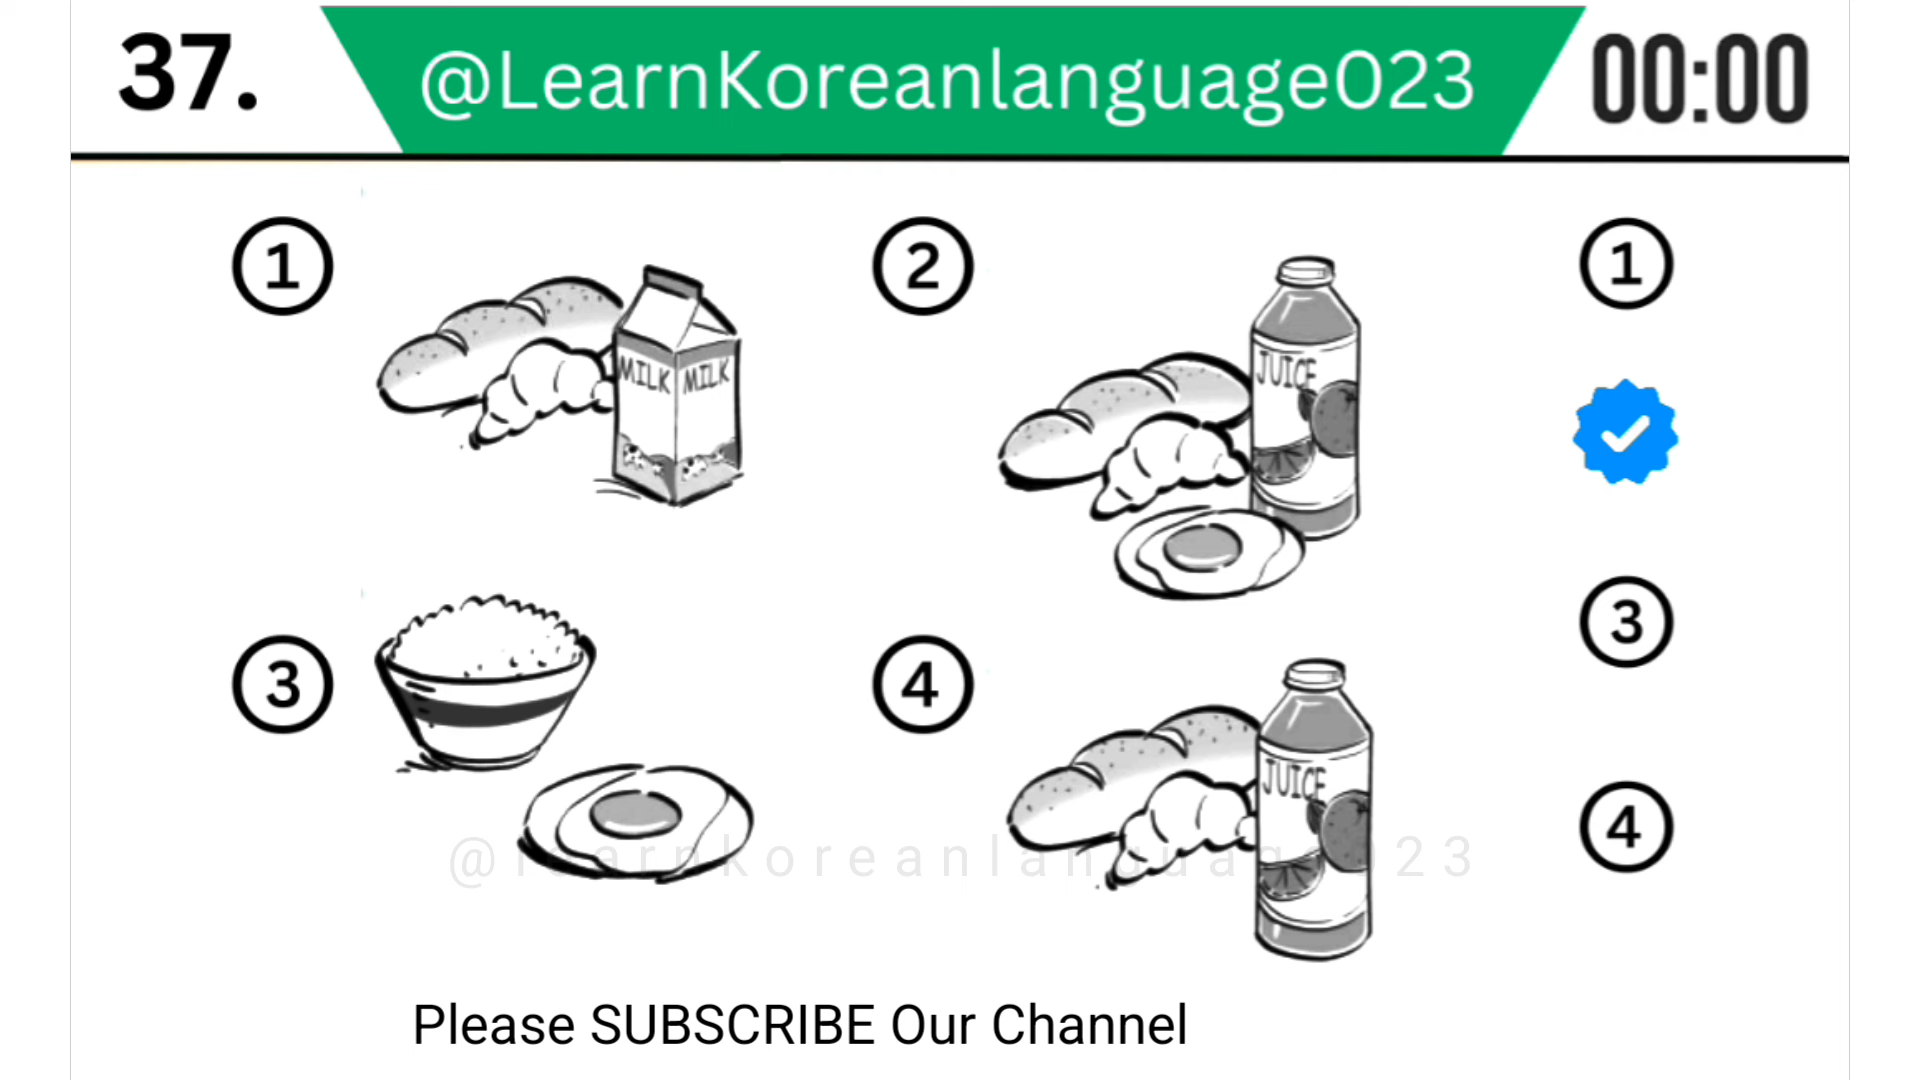 37.
@LearnKoreanlanguage023
00:00
1
2
1
MILK MILK
JUICE
3
4
3
JUICE
4
@learnkoreanlanguage023
Please SUBSCRIBE Our Channel